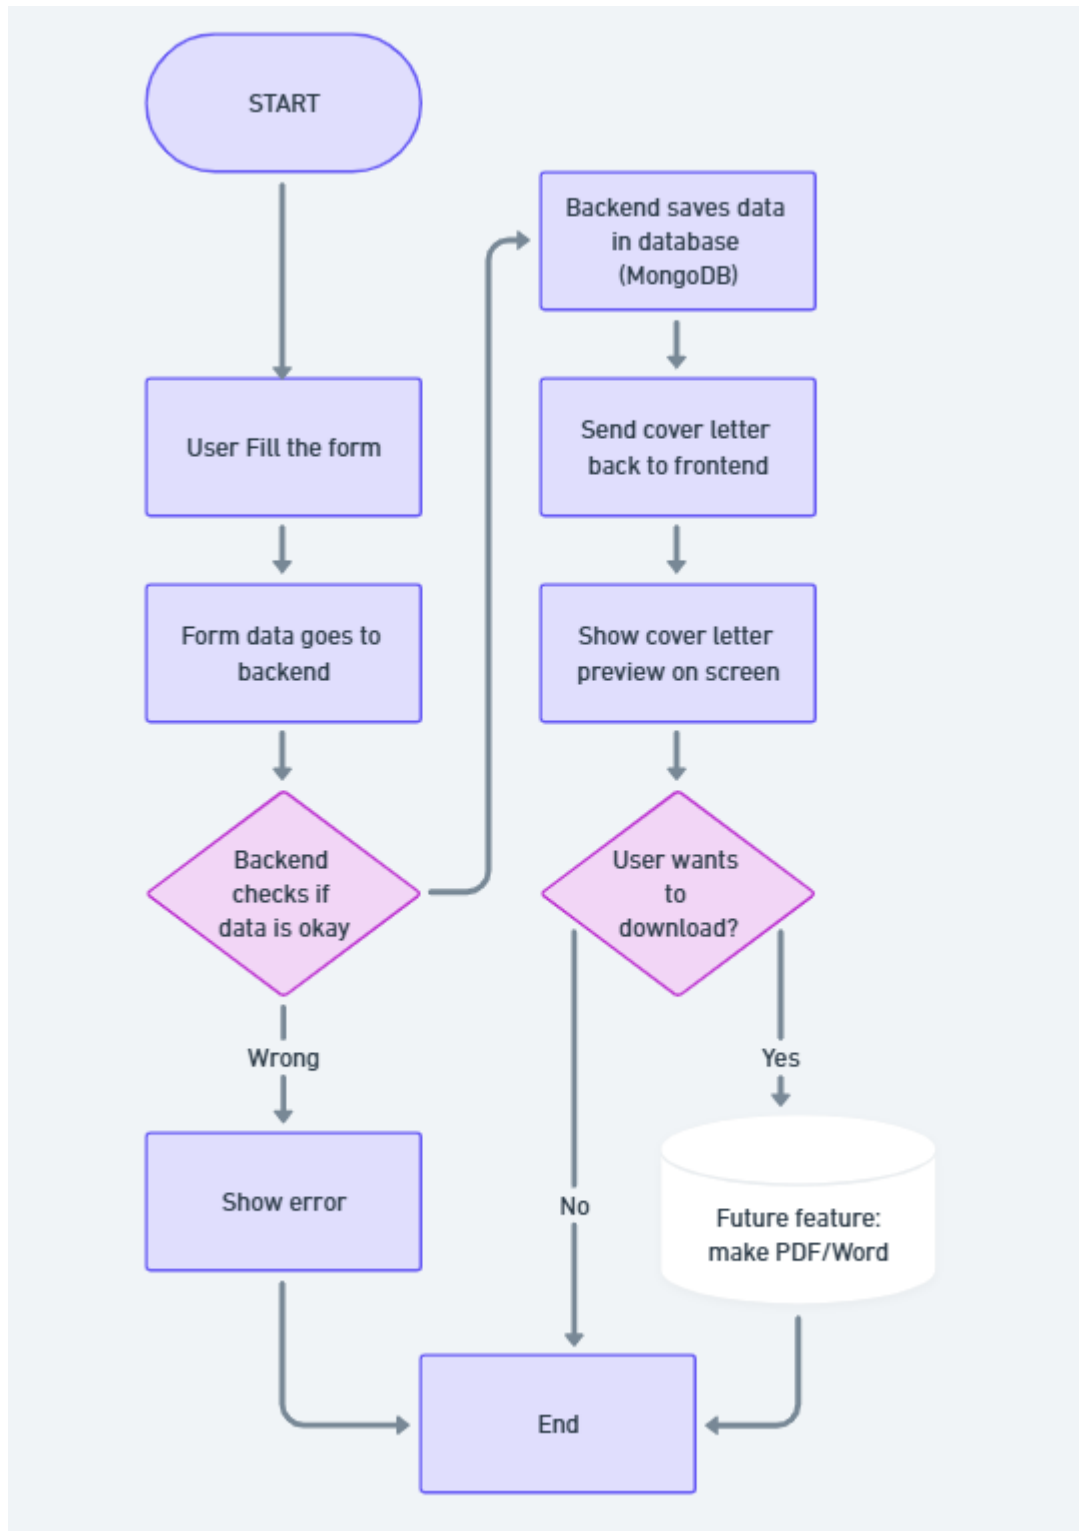 START
User Fill the form
Form data goes to
backend
Backend
checks if
data is okay
Wrong
Show error
Backend saves data
in database
(MongoDB)
Send cover letter
back to frontend
Show cover letter
preview on screen
User wants
to
download?
Yes
No
Future feature:
make PDF/Word
End